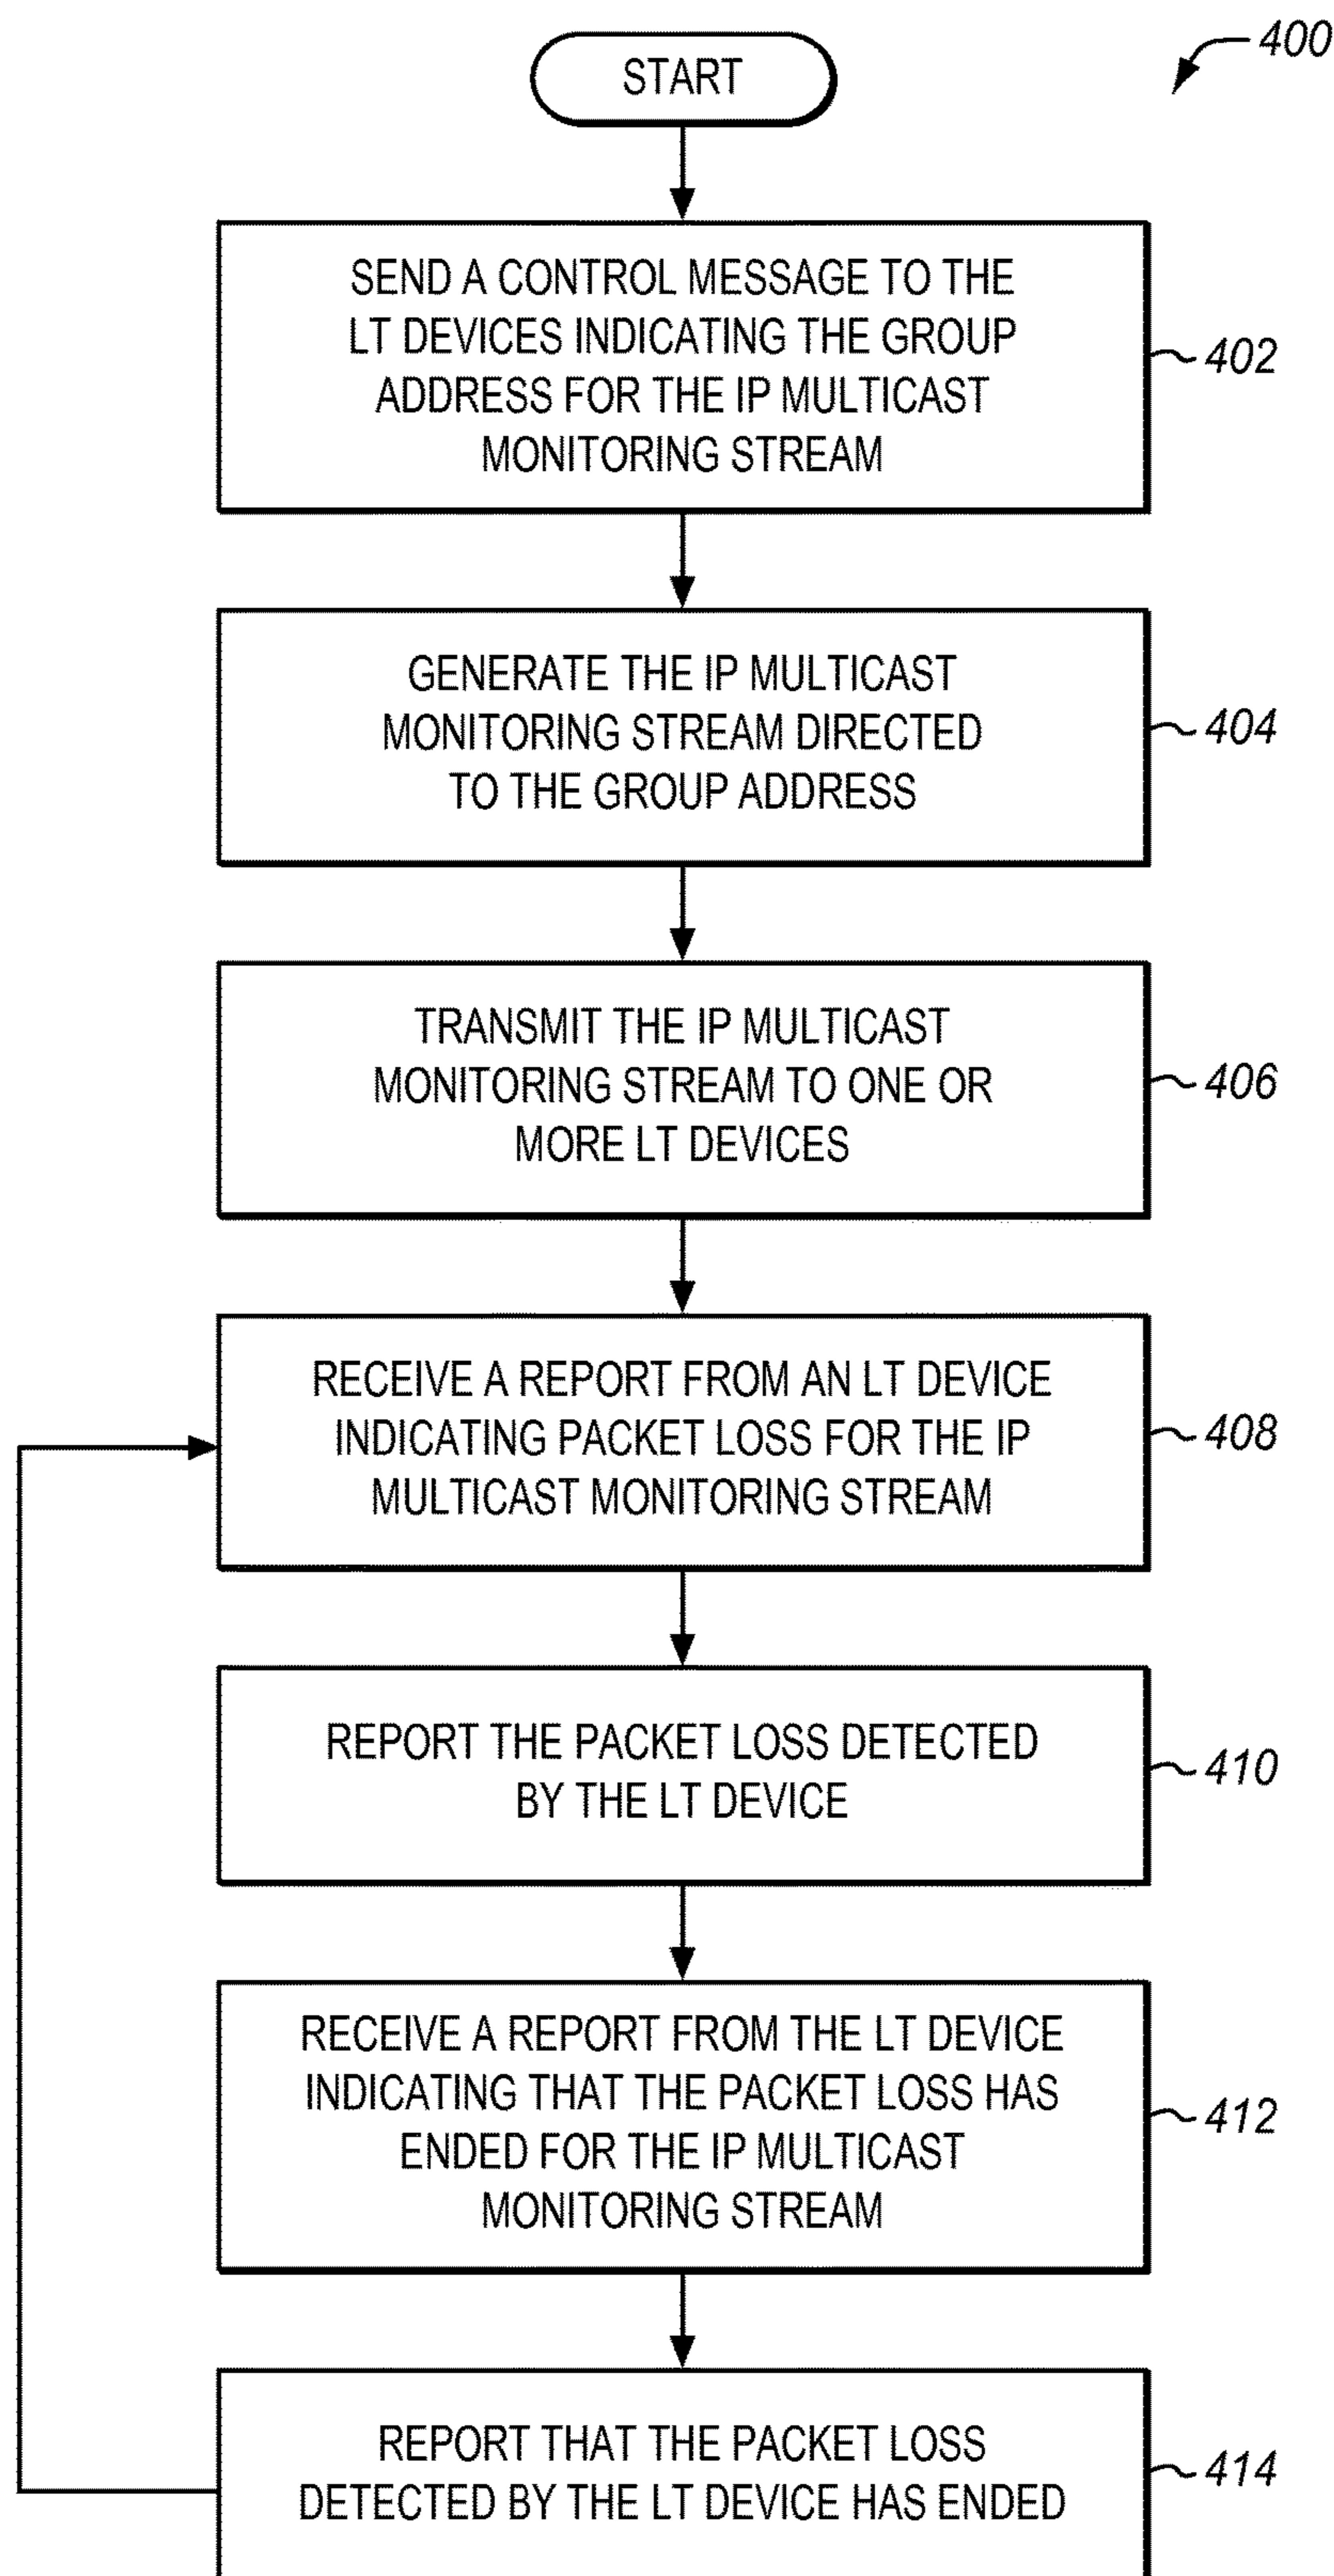 400
START
SEND A CONTROL MESSAGE TO THE
LT DEVICES INDICATING THE GROUP
ADDRESS FOR THE IP MULTICAST
MONITORING STREAM
402
GENERATE THE IP MULTICAST
MONITORING STREAM DIRECTED
TO THE GROUP ADDRESS
404
TRANSMIT THE IP MULTICAST
MONITORING STREAM TO ONE OR
MORE LT DEVICES
406
RECEIVE A REPORT FROM AN LT DEVICE
INDICATING PACKET LOSS FOR THE IP
MULTICAST MONITORING STREAM
408
REPORT THE PACKET LOSS DETECTED
BY THE LT DEVICE
410
RECEIVE A REPORT FROM THE LT DEVICE
INDICATING THAT THE PACKET LOSS HAS
ENDED FOR THE IP MULTICAST
MONITORING STREAM
412
REPORT THAT THE PACKET LOSS
DETECTED BY THE LT DEVICE HAS ENDED
414